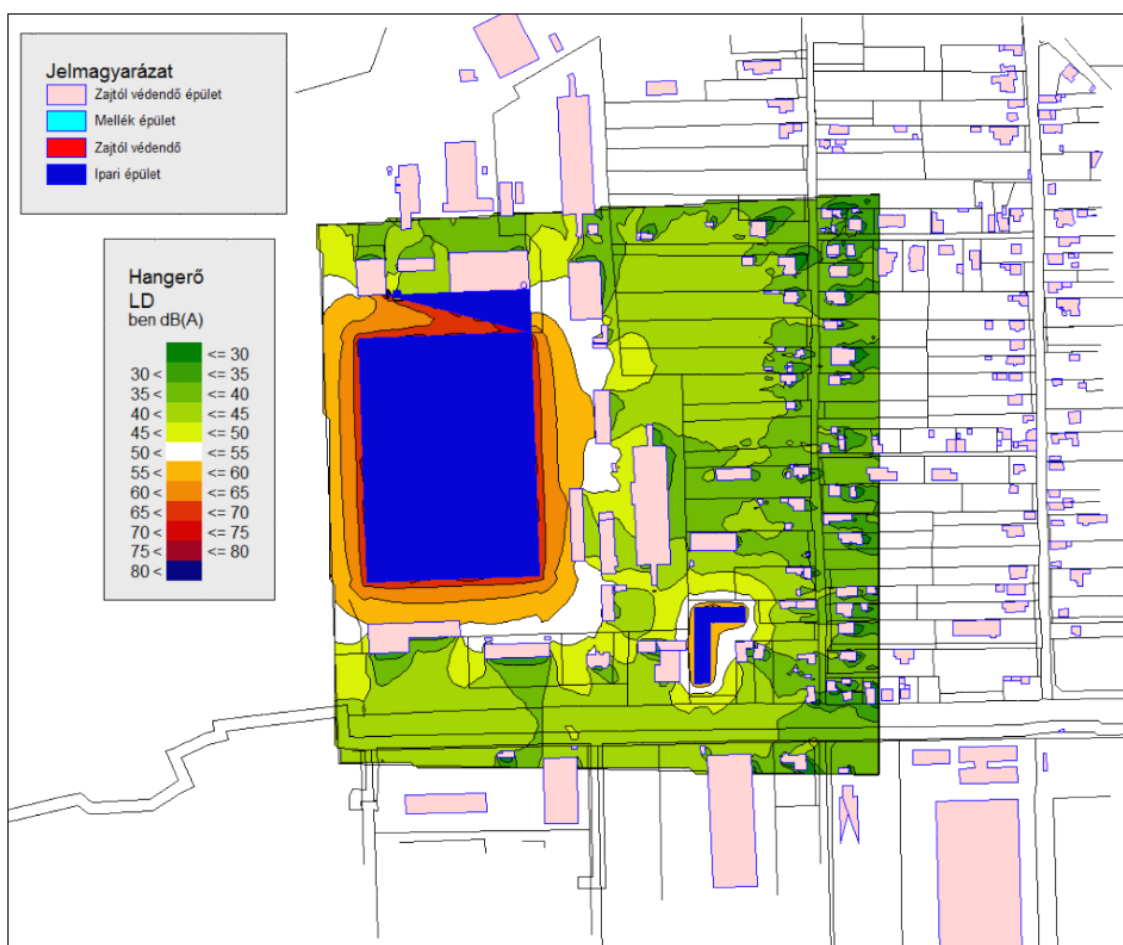 Jelmagyarázat
Zajtól védendő épület
Mellék épület
Zajtól védendő
Ipari épület
Hangerő
LD
ben dB(A)
<= 30
30 < <= 35
35 < <= 40
40 < <= 45
45 < <= 50
50 < <= 55
55 < <= 60
60 < <= 65
65 < <= 70
70 < <= 75
75 < <= 80
80 <